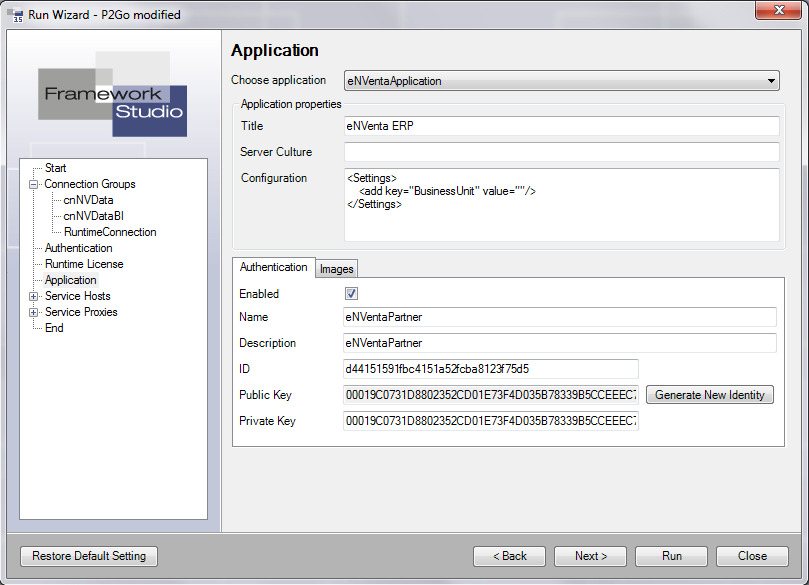 3.5
Run Wizard - P2Go modified
Framework
Studio
Start
Connection Groups
cnNVData
cnNVDataBI
RuntimeConnection
Authentication
Runtime License
Application
Service Hosts
Service Proxies
End
Application
Choose application eNVentaApplication
Application properties
Title eNVenta ERP
Server Culture
Configuration <Settings>
<add key="BusinessUnit" value=""/>
</Settings>
Authentication Images
Enabled
Name eNVentaPartner
Description eNVentaPartner
ID d44151591fbc4151a52fcba8123f75d5
Public Key 00019C0731D8802352CD01E73F4D035B78339B5CCEEEC7 Generate New Identity
Private Key 00019C0731D8802352CD01E73F4D035B78339B5CCEEEC7
Restore Default Setting < Back Next > Run Close